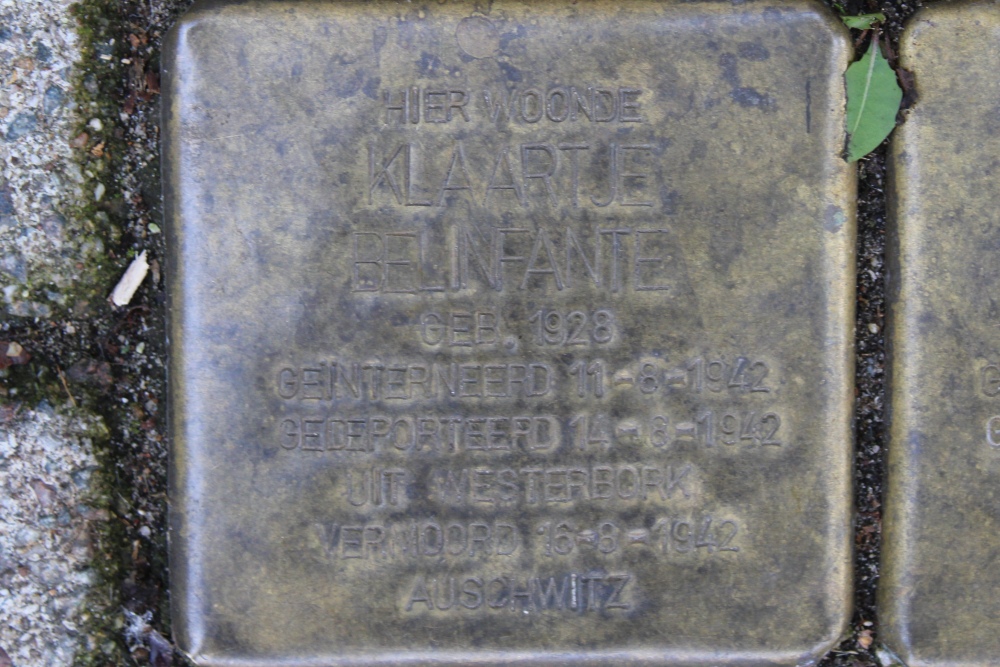 HIER WOONDE
KLAARTJE
BELINFANTE
GEB. 1928
GEÏNTERNEERD 11-8-1942
GEDEPORTEERD 14-8-1942
UIT WESTERBORK
VERMOORD 16-8-1942
AUSCHWITZ
G
G